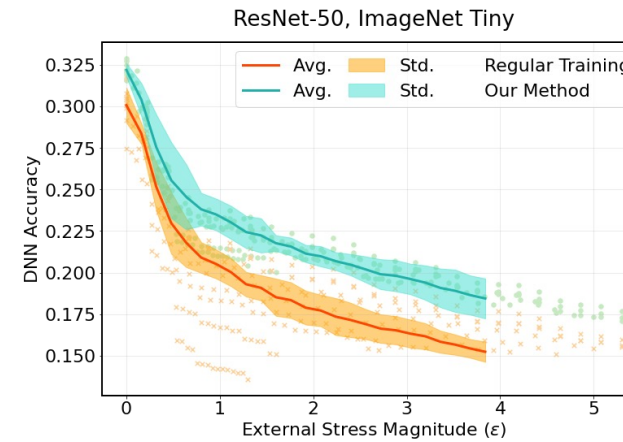 ResNet-50, ImageNet Tiny
Avg. Std. Regular Training
Avg. Std. Our Method
DNN Accuracy
0.325
0.300
0.275
0.250
0.225
0.200
0.175
0.150
0 1 2 3 4 5
External Stress Magnitude (ε)